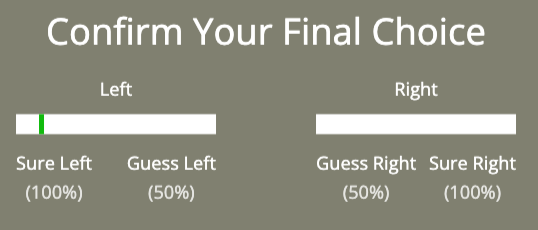 Confirm Your Final Choice
Left Right
Sure Left Guess Left Guess Right Sure Right
(100%) (50%) (50%) (100%)